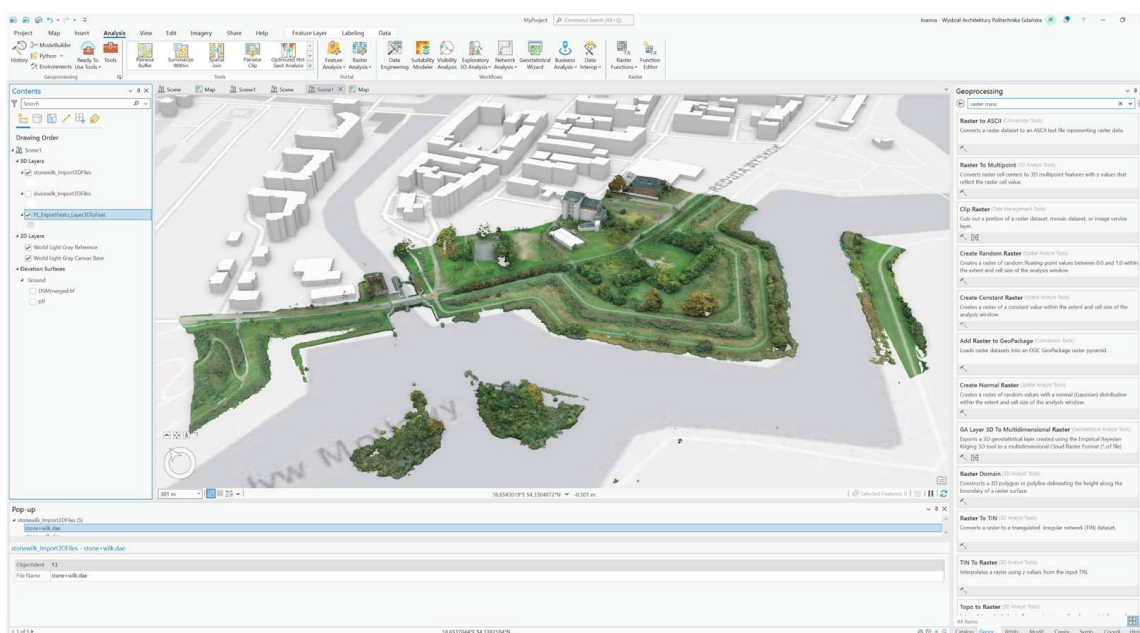 MyProject
Command Search (Alt+Q)
Joanna - Wydział Architektury Politechnika Gdańska
Project Map Insert Analysis View Edit Imagery Share Help Feature Layer Labeling Data
History
ModelBuilder
Python
Environments
Ready To Use Tools
Tools
Pairwise Buffer
Summarize Within
Spatial Join
Pairwise Clip
Optimized Hot Spot Analysis
Feature Analysis
Raster Analysis
Data Engineering
Suitability Modeler
Visibility Analysis
Exploratory 3D Analysis
Network Analysis
Geostatistical Wizard
Business Analysis
Data Interop
Raster Functions
Function Editor
Geoprocessing
Tools
Portal
Workflows
Raster
Contents
Search
Drawing Order
Scene1
3D Layers
stonewilk_Import3DFiles
sluicewilk_Import3DFiles
PL_ExportFeatu_Layer3DToFeat
2D Layers
World Light Gray Reference
World Light Gray Canvas Base
Elevation Surfaces
Ground
DSMmerged.tif
tiff
Scene Map Scene1 Scene Scene1 Map
301 m
-0,301 m
Selected Features: 0
Geoprocessing
Raster to ASCII (Conversion Tools)
Converts a raster dataset to an ASCII text file representing raster data.
Raster To Multipoint (3D Analyst Tools)
Converts raster cell centers to 3D multipoint features with z-values that
reflect the raster cell value.
Clip Raster (Data Management Tools)
Cuts out a portion of a raster dataset, mosaic dataset, or image service
layer.
Create Random Raster (Spatial Analyst Tools)
Creates a raster of random floating-point values between 0.0 and 1.0 within
the extent and cell size of the analysis window.
Create Constant Raster (Spatial Analyst Tools)
Creates a raster of a constant value within the extent and cell size of the
analysis window.
Add Raster to GeoPackage (Conversion Tools)
Loads raster datasets into an OGC GeoPackage raster pyramid.
Create Normal Raster (Spatial Analyst Tools)
Creates a raster of random values with a normal (Gaussian) distribution
within the extent and cell size of the analysis window.
GA Layer 3D To Multidimensional Raster (Geostatistical Analyst Tools)
Exports a 3D geostatistical layer created using the Empirical Bayesian
Kriging 3D tool to a multidimensional Cloud Raster Format (*.crf file)
Raster Domain (3D Analyst Tools)
Constructs a 3D polygon or polyline delineating the height along the
boundary of a raster surface.
Raster To TIN (3D Analyst Tools)
Converts a raster to a triangulated irregular network (TIN) dataset.
TIN To Raster (3D Analyst Tools)
Interpolates a raster using z-values from the input TIN.
Topo to Raster (3D Analyst Tools)
44 Items
Pop-up
stonewilk_Import3DFiles (5)
stone+wilk.dae
stonewilk_Import3DFiles - stone+wilk.dae
ObjectIdent 13
File Name stone+wilk.dae